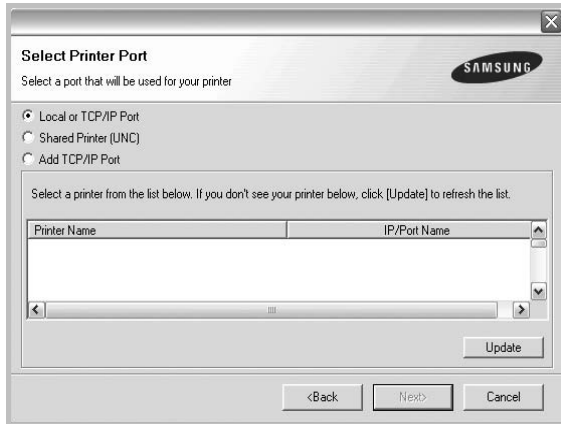 Select Printer Port
Select a port that will be used for your printer
SAMSUNG
Local or TCP/IP Port
Shared Printer (UNC)
Add TCP/IP Port
Select a printer from the list below. If you don't see your printer below, click [Update] to refresh the list.
Printer Name IP/Port Name
Update
<Back Next> Cancel